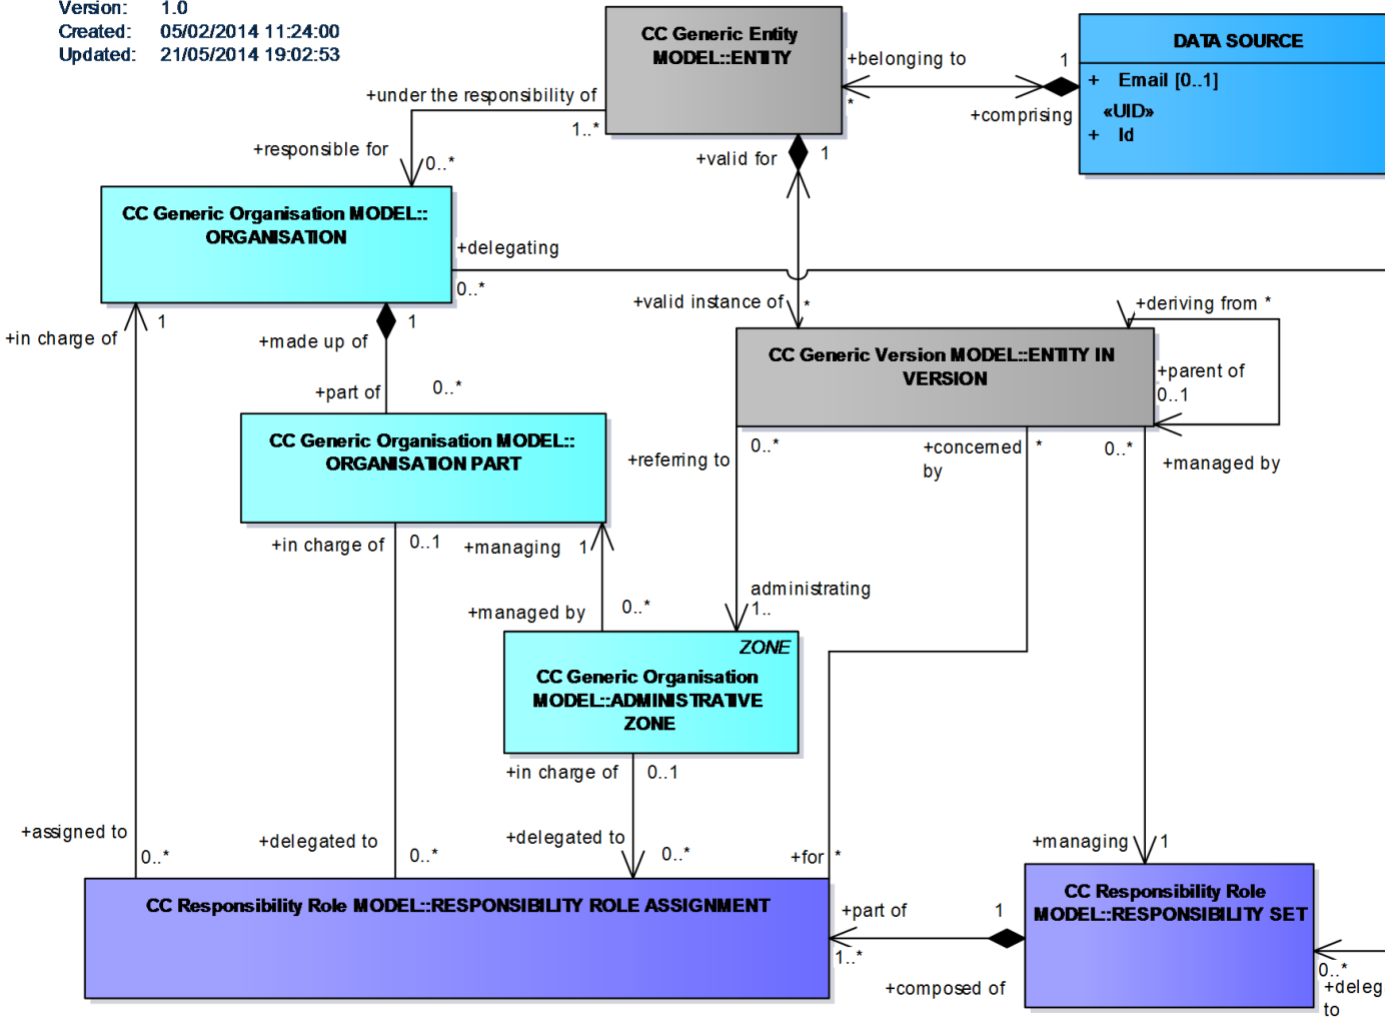 Version: 1.0
Created: 05/02/2014 11:24:00
Updated: 21/05/2014 19:02:53
CC Generic Entity
MODEL::ENTITY
DATA SOURCE
+ Email [0..1]
«UID»
+ Id
+belonging to
1
*
+comprising
+under the responsibility of
1..*
+responsible for
0..*
+valid for
1
CC Generic Organisation MODEL::
ORGANISATION
+delegating
0..*
+valid instance of
*
+deriving from *
+in charge of
1
+made up of
1
CC Generic Version MODEL::ENTITY IN
VERSION
+parent of
0..1
+part of
0..*
CC Generic Organisation MODEL::
ORGANISATION PART
+referring to
0..*
+concerned
by
*
0..*
+managed by
+in charge of
0..1
+managing
1
administrating
1..
+managed by
0..*
ZONE
CC Generic Organisation
MODEL::ADMINISTRATIVE
ZONE
+in charge of
0..1
+assigned to
0..*
+delegated to
0..*
+delegated to
0..*
+for
*
+managing
1
CC Responsibility Role MODEL::RESPONSIBILITY ROLE ASSIGNMENT
CC Responsibility Role
MODEL::RESPONSIBILITY SET
+part of
1
1..*
+composed of
0..*
+deleg
to